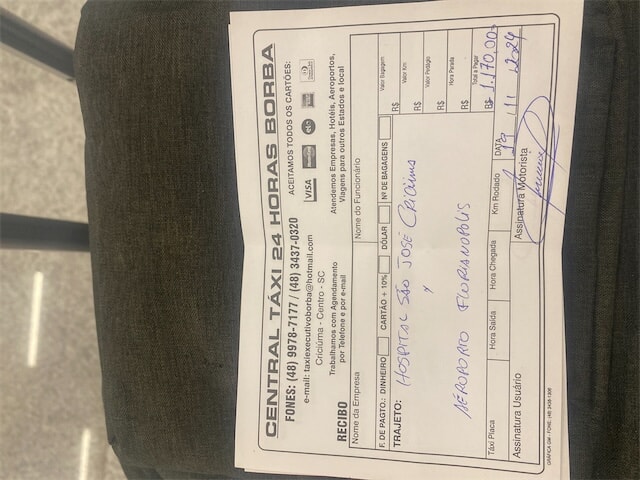 CENTRAL TÁXI 24 HORAS BORBA
FONES: (48) 9978-7177 / (48) 3437-0320
e-mail: taxiexecutivoborba@hotmail.com
Criciúma - Centro - SC
ACEITAMOS TODOS OS CARTÕES:
VISA
elo
Trabalhamos com Agendamento
por Telefone e por e-mail
Atendemos Empresas, Hotéis, Aeroportos,
Viagens para outros Estados e local
RECIBO
Nome da Empresa
Nome do Funcionário
F. DE PAGTO.: DINHEIRO CARTÃO + 10% DÓLAR Nº DE BAGAGENS
Valor Bagagem
TRAJETO:
HOSPITAL SÃO JOSÉ CRICIÚMA
x
AEROPORTO FLORIANOPOLIS
R$
Valor Km
R$
Valor Pedágio
R$
Hora Parada
R$
Total a Pagar
R$ 1.170,00
Táxi Placa
Hora Saída
Hora Chegada
Km Rodado
DATA
19 / 11 / 2024
Assinatura Usuário
Assinatura Motorista